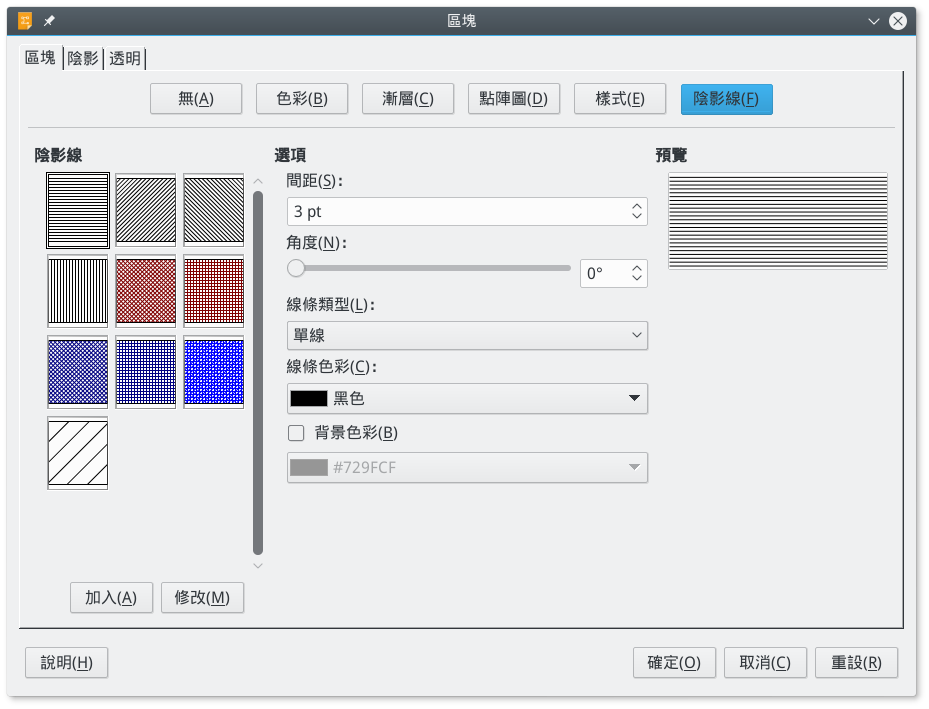 區塊
區塊 陰影 透明
無(A) 色彩(B) 漸層(C) 點陣圖(D) 樣式(E) 陰影線(F)
陰影線
選項
間距(S):
3 pt
角度(N):
0°
線條類型(L):
單線
線條色彩(C):
黑色
背景色彩(B)
#729FCF
預覽
加入(A) 修改(M)
說明(H) 確定(O) 取消(C) 重設(R)